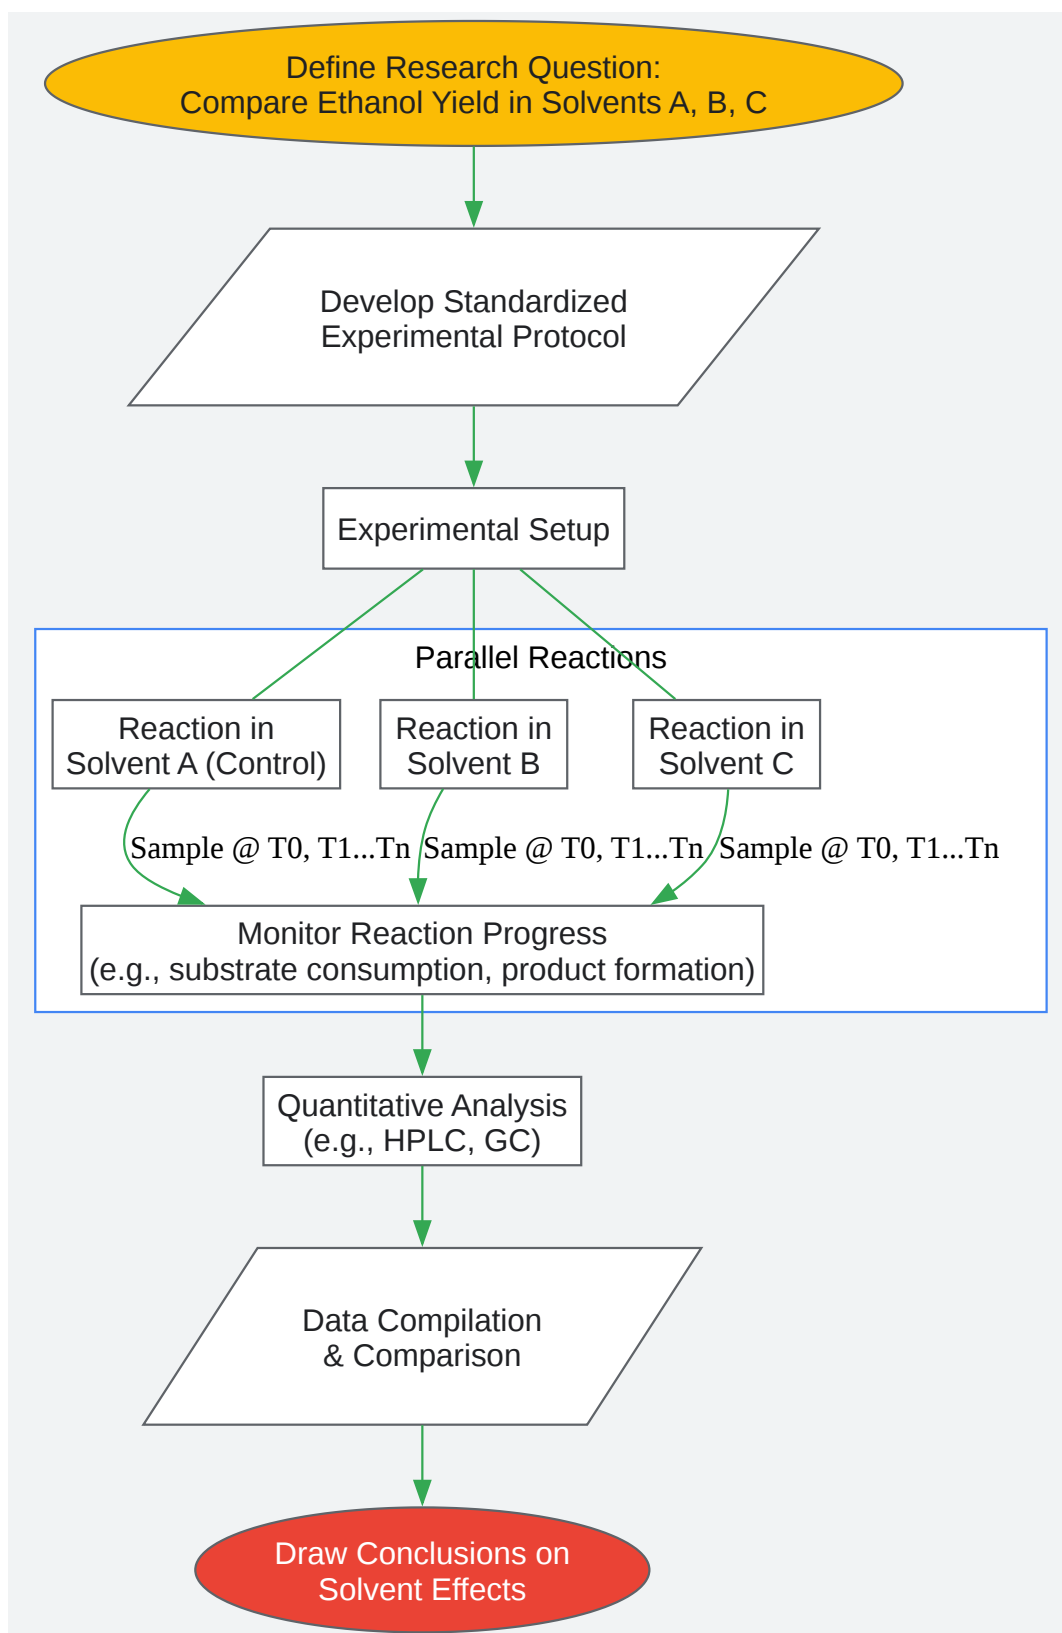 Define Research Question:
Compare Ethanol Yield in Solvents A, B, C
Develop Standardized
Experimental Protocol
Experimental Setup
Parallel Reactions
Reaction in
Solvent A (Control)
Reaction in
Solvent B
Reaction in
Solvent C
Sample @ T0, T1...Tn
Sample @ T0, T1...Tn
Sample @ T0, T1...Tn
Monitor Reaction Progress
(e.g., substrate consumption, product formation)
Quantitative Analysis
(e.g., HPLC, GC)
Data Compilation
& Comparison
Draw Conclusions on
Solvent Effects